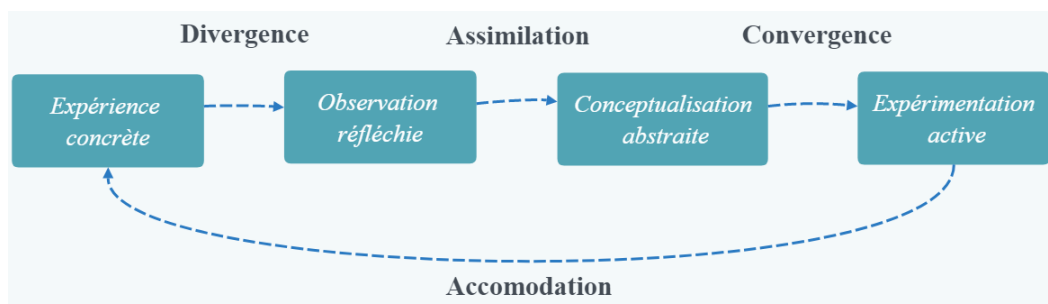 Divergence
Assimilation
Convergence
Expérience
concrète
Observation
réfléchie
Conceptualisation
abstraite
Expérimentation
active
Accomodation